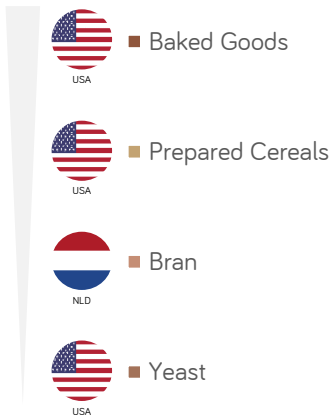 Baked Goods
USA
Prepared Cereals
USA
Bran
NLD
Yeast
USA